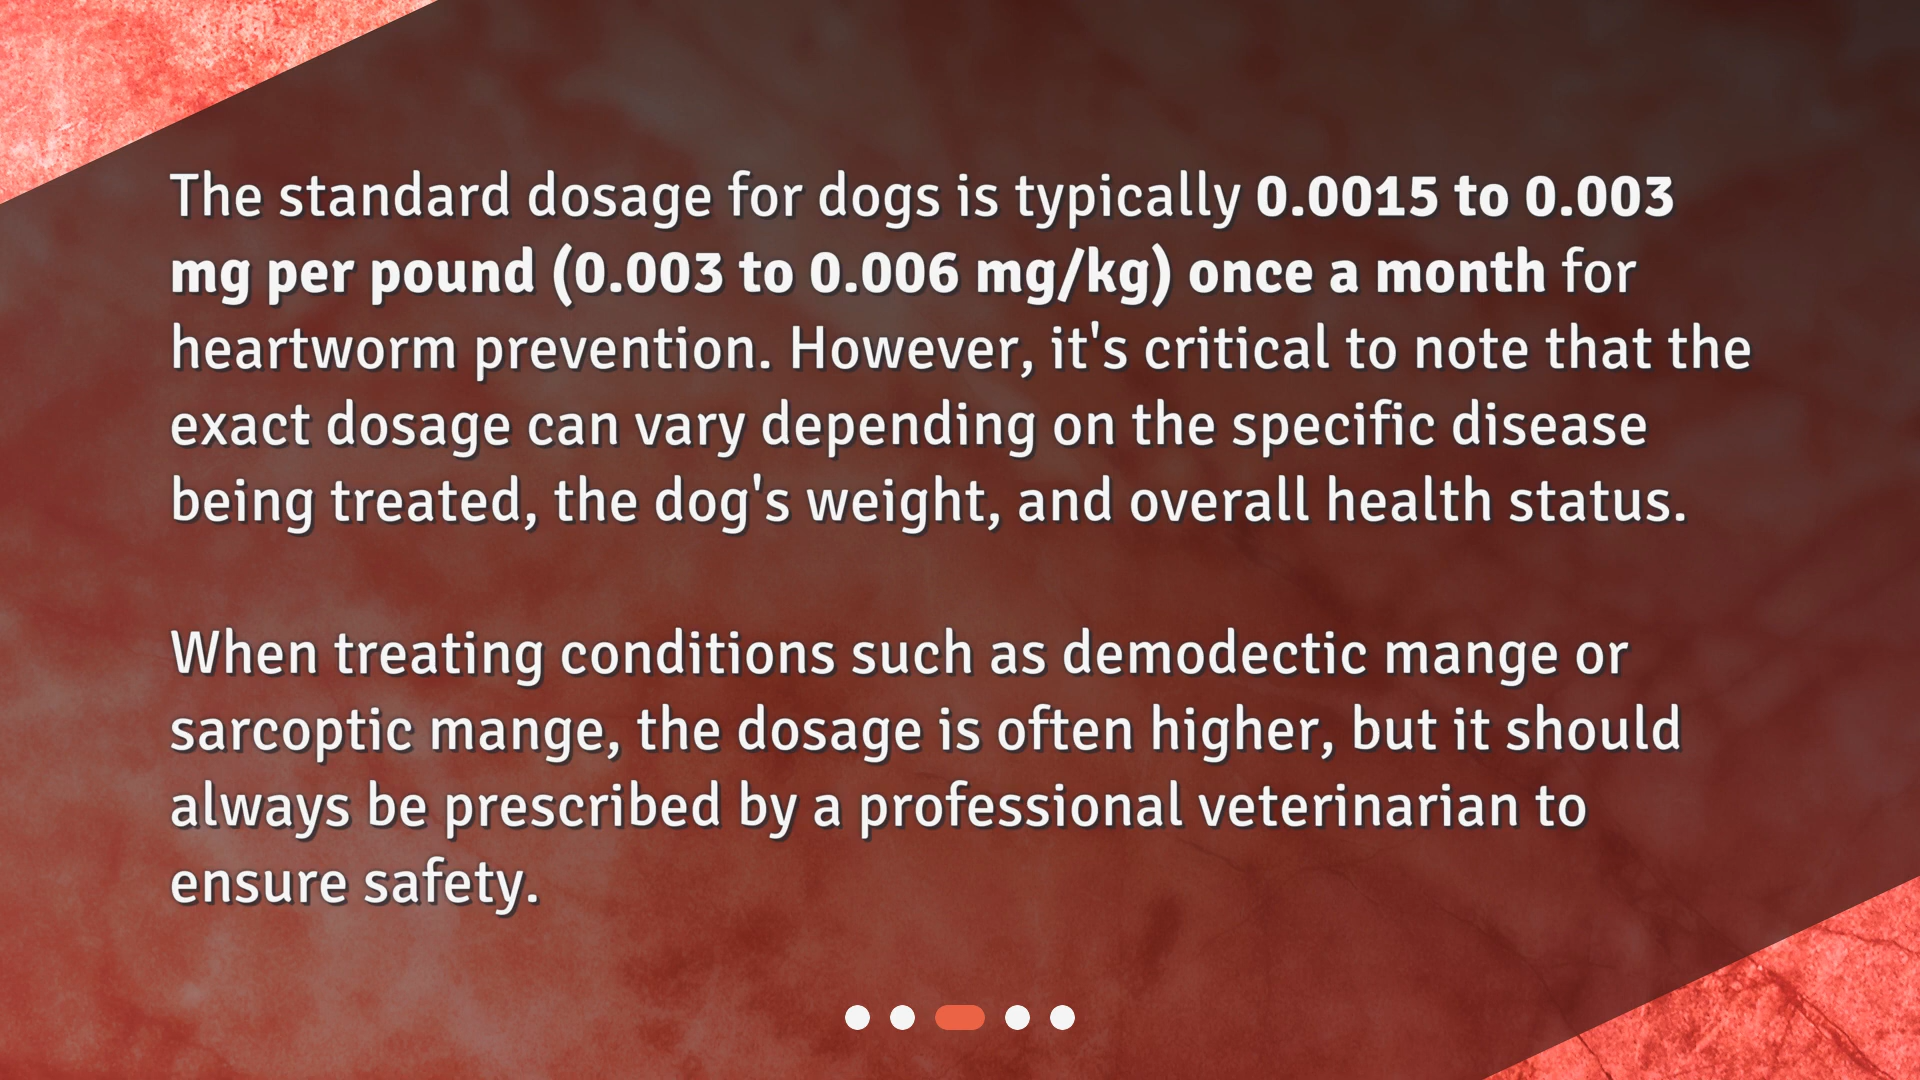 The standard dosage for dogs is typically 0.0015 to 0.003
mg per pound (0.003 to 0.006 mg/kg) once a month for
heartworm prevention. However, it's critical to note that the
exact dosage can vary depending on the specific disease
being treated, the dog's weight, and overall health status.
When treating conditions such as demodectic mange or
sarcoptic mange, the dosage is often higher, but it should
always be prescribed by a professional veterinarian to
ensure safety.